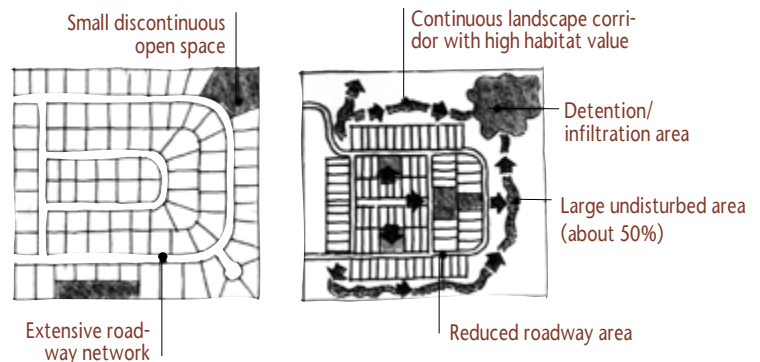 Small discontinuous
open space
Continuous landscape corri-
dor with high habitat value
Detention/
infiltration area
Large undisturbed area
(about 50%)
Extensive road-
way network
Reduced roadway area